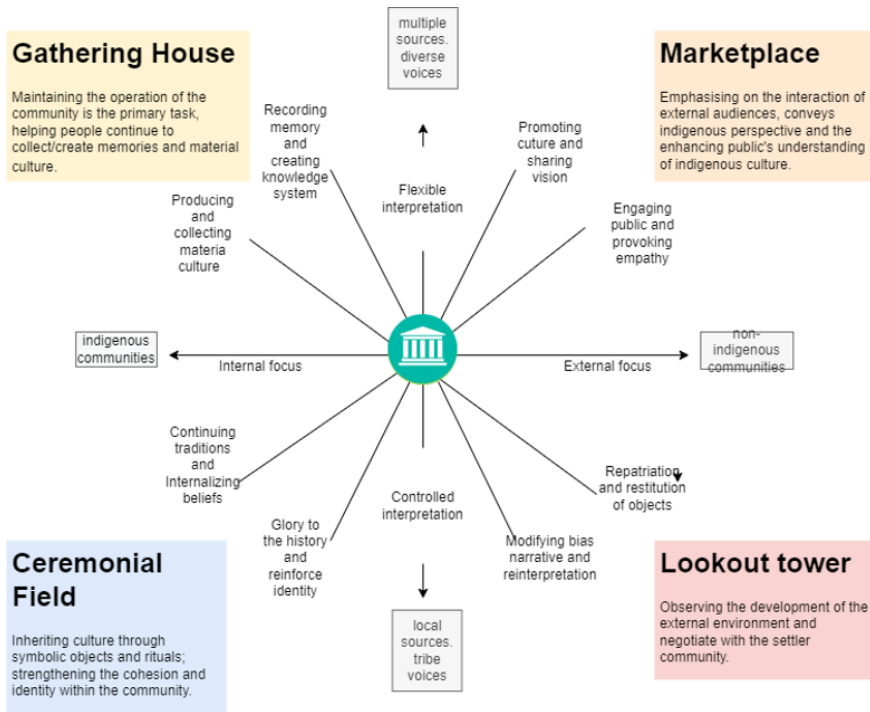 Gathering House
Maintaining the operation of the
community is the primary task,
helping people continue to
collect/create memories and material
culture.
multiple
sources.
diverse
voices
Marketplace
Emphasising on the interaction of
external audiences, conveys
indigenous perspective and the
enhancing public's understanding
of indigenous culture.
Recording
memory
and
creating
knowledge
system
Flexible
interpretation
Promoting
cuture and
sharing
vision
Producing
and
collecting
materia
culture
Engaging
public and
provoking
empathy
indigenous
communities
Internal focus
External focus
non-
indigenous
communities
Continuing
traditions
and
Internalizing
beliefs
Glory to
the history
and
reinforce
identity
Controlled
interpretation
Modifying bias
narrative and
reinterpretation
Repatriation
and restitution
of objects
Ceremonial
Field
Inheriting culture through
symbolic objects and rituals;
strengthening the cohesion and
identity within the community.
local
sources.
tribe
voices
Lookout tower
Observing the development of the
external environment and
negotiate with the settler
community.